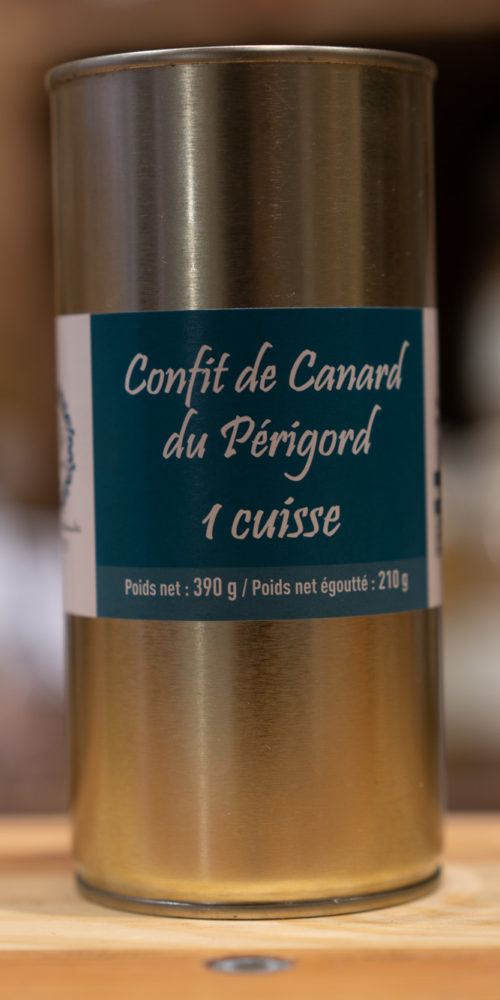 Confit de Canard
du Périgord
1 cuisse
Poids net : 390 g / Poids net égoutté : 210 g